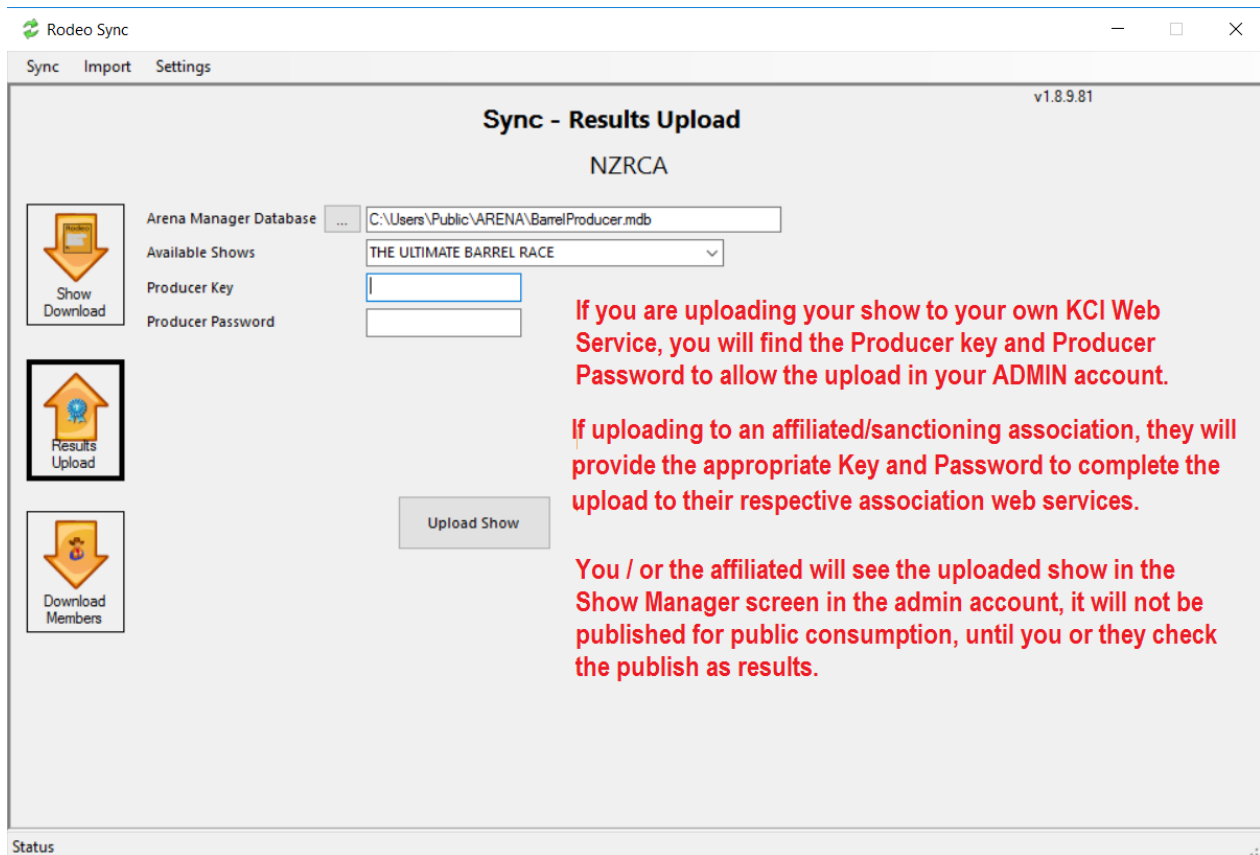 Rodeo Sync
Sync Import Settings
v1.8.9.81
Sync - Results Upload
NZRCA
Rodeo
Show
Download
Arena Manager Database ... C:\Users\Public\ARENA\BarrelProducer.mdb
Available Shows THE ULTIMATE BARREL RACE
Producer Key
Producer Password
If you are uploading your show to your own KCI Web
Service, you will find the Producer key and Producer
Password to allow the upload in your ADMIN account.
Results
Upload
If uploading to an affiliated/sanctioning association, they will
provide the appropriate Key and Password to complete the
upload to their respective association web services.
Upload Show
Download
Members
You / or the affiliated will see the uploaded show in the
Show Manager screen in the admin account, it will not be
published for public consumption, until you or they check
the publish as results.
Status